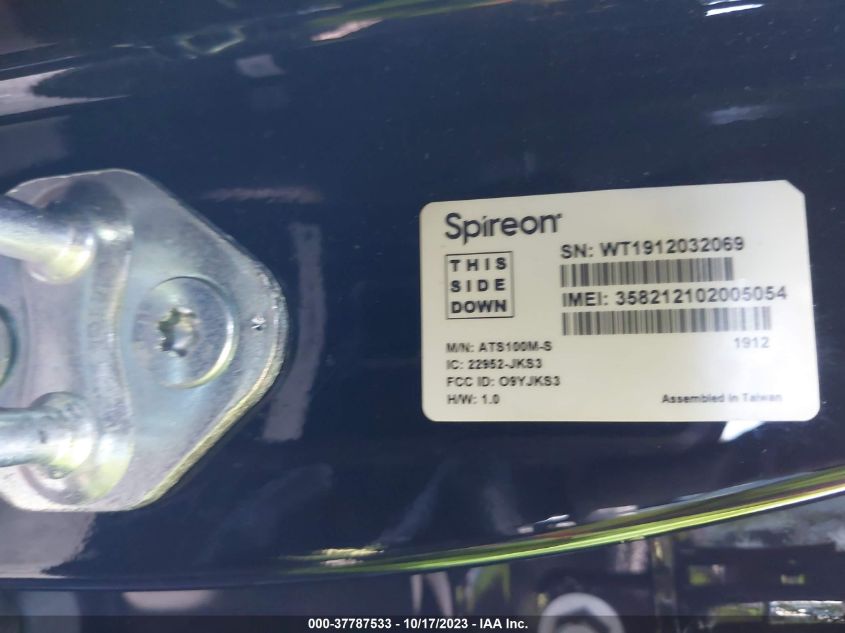 Spireon
THIS
SIDE
DOWN
SN: WT1912032069
IMEI: 358212102005054
1912
M/N: ATS100M-S
IC: 22952-JKS3
FCC ID: O9YJKS3
H/W: 1.0
Assembled in Taiwan
000-37787533 - 10/17/2023 - IAA Inc.